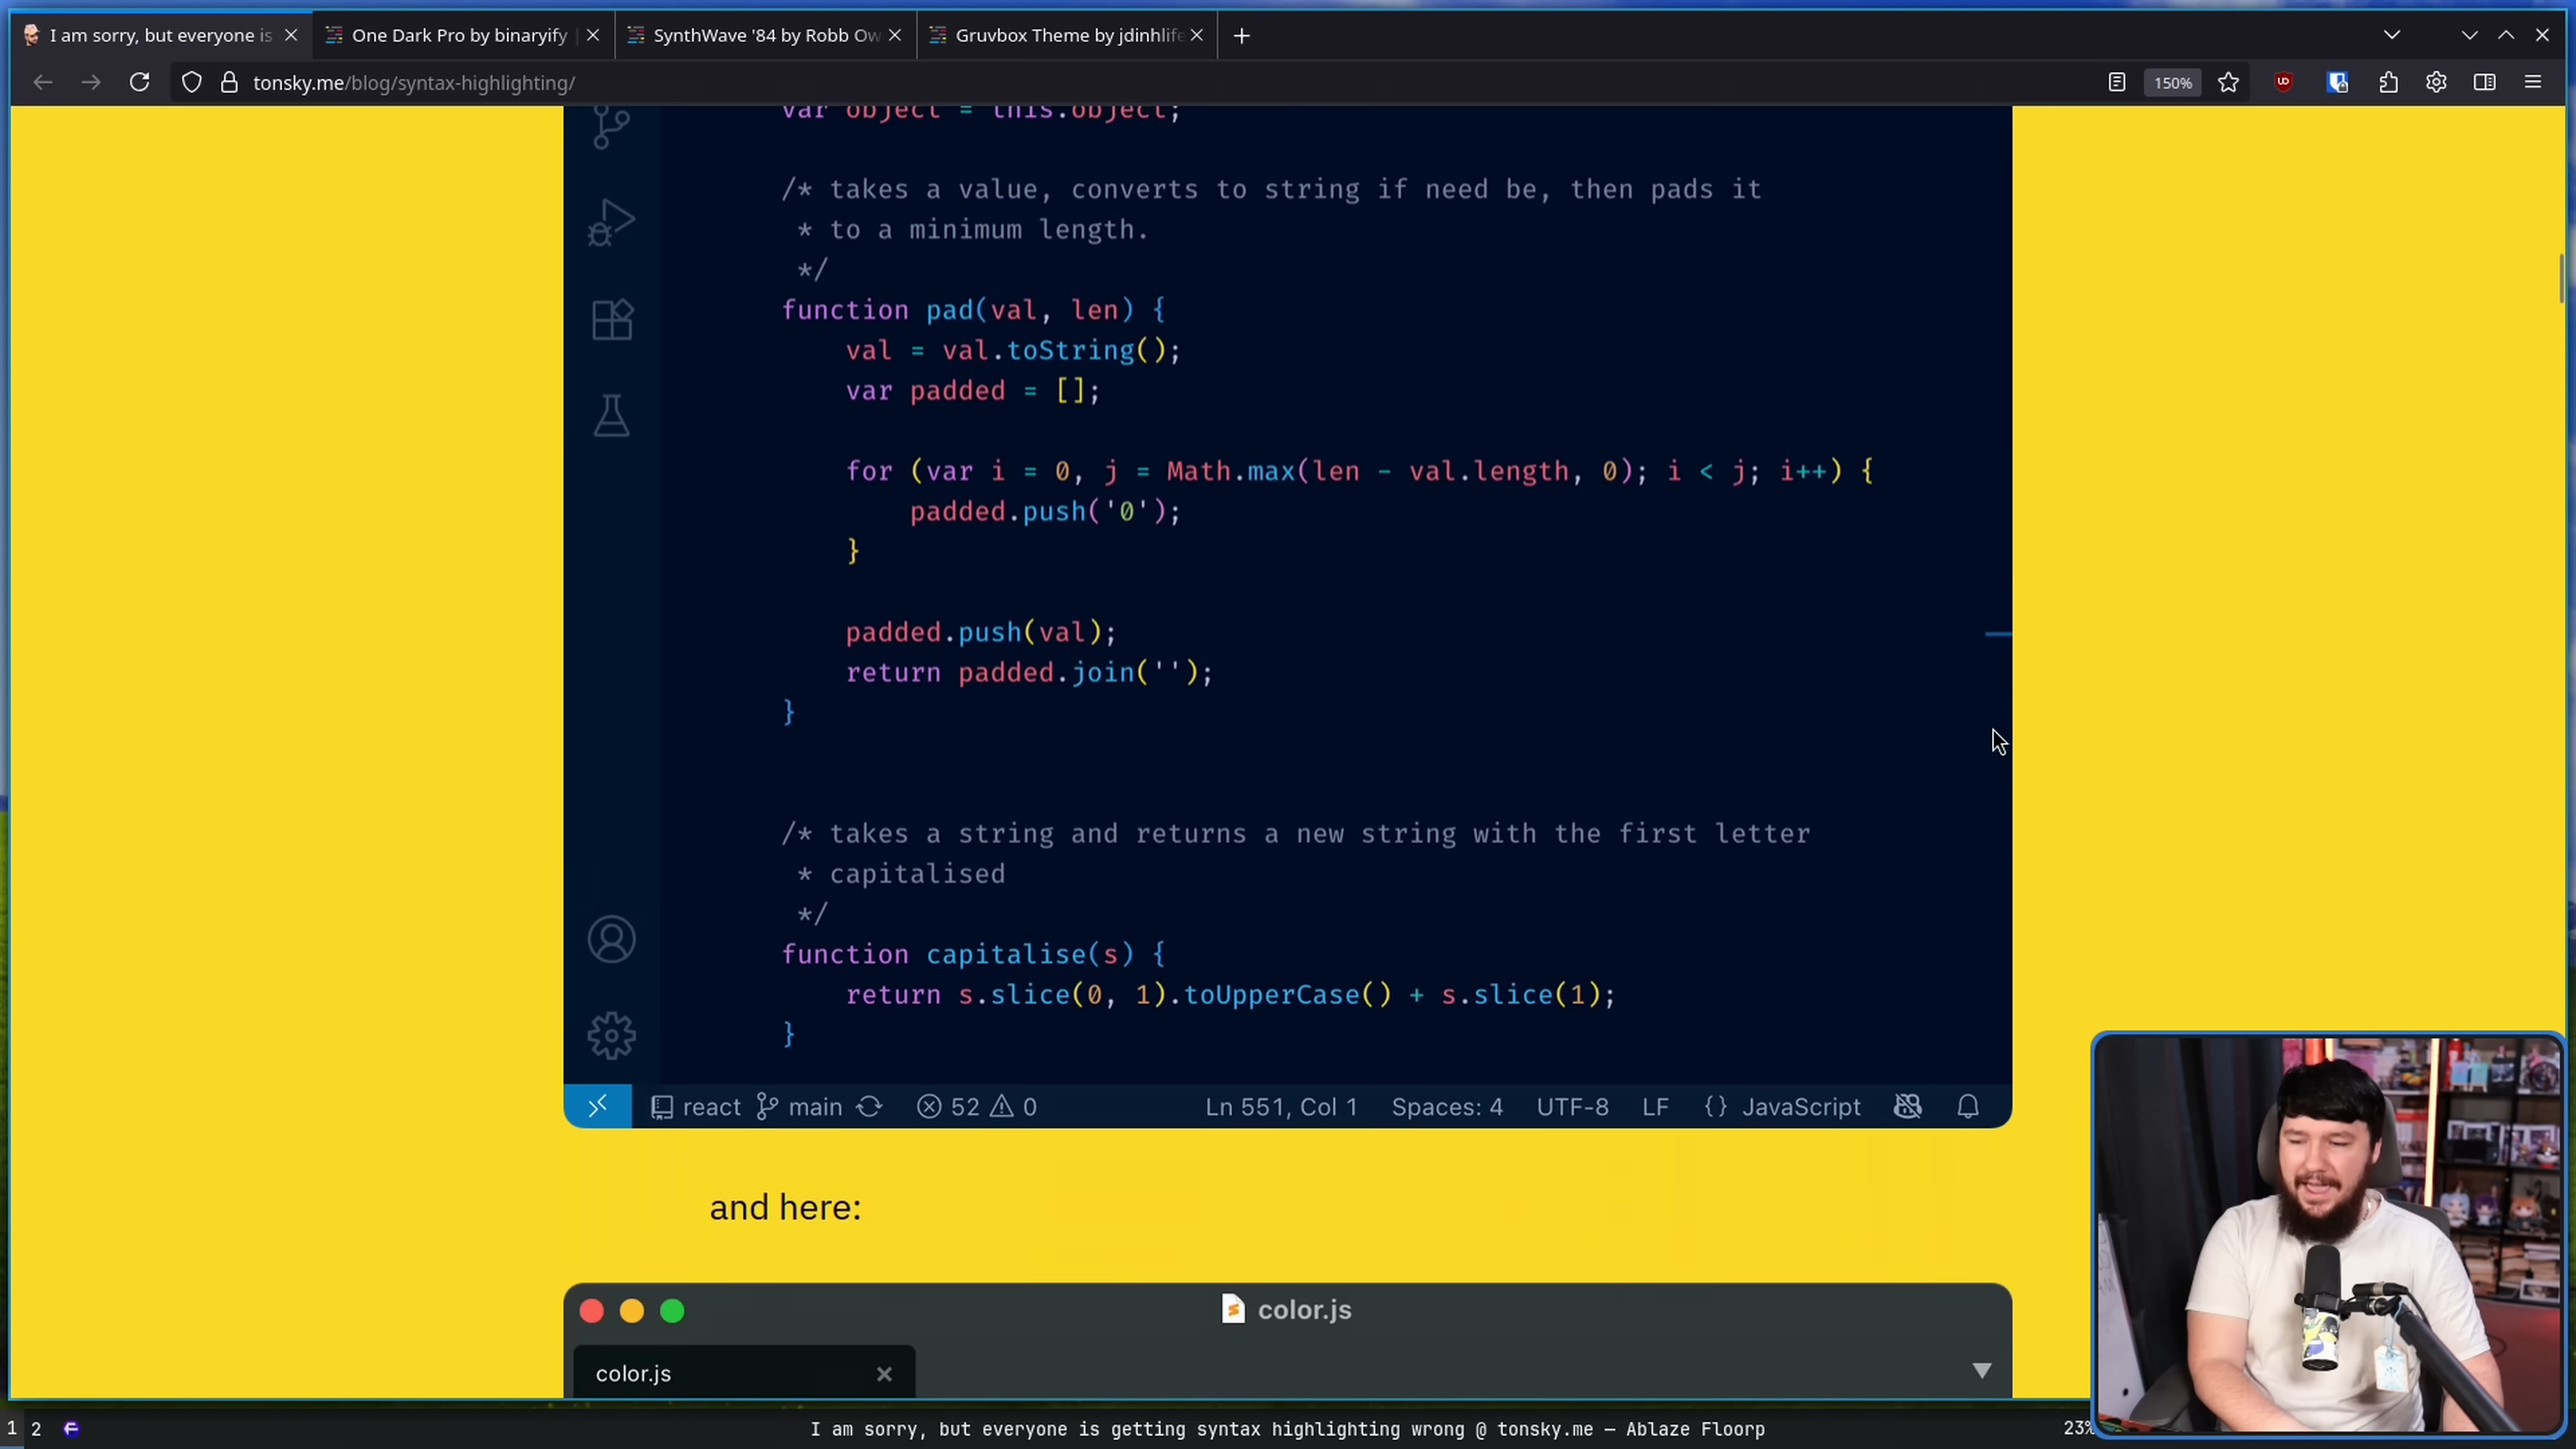 I am sorry, but everyone is
One Dark Pro by binaryify
SynthWave '84 by Robb Ow
Gruvbox Theme by jdinhlife
tonsky.me/blog/syntax-highlighting/
150%
var object = this.object;
/* takes a value, converts to string if need be, then pads it
* to a minimum length.
*/
function pad(val, len) {
val = val.toString();
var padded = [];
for (var i = 0, j = Math.max(len - val.length, 0); i < j; i++) {
padded.push('0');
}
padded.push(val);
return padded.join('');
}
/* takes a string and returns a new string with the first letter
* capitalised
*/
function capitalise(s) {
return s.slice(0, 1).toUpperCase() + s.slice(1);
}
react main 52 0 Ln 551, Col 1 Spaces: 4 UTF-8 LF {} JavaScript
and here:
color.js
color.js
1 2 I am sorry, but everyone is getting syntax highlighting wrong @ tonsky.me — Ablaze Floorp 23%